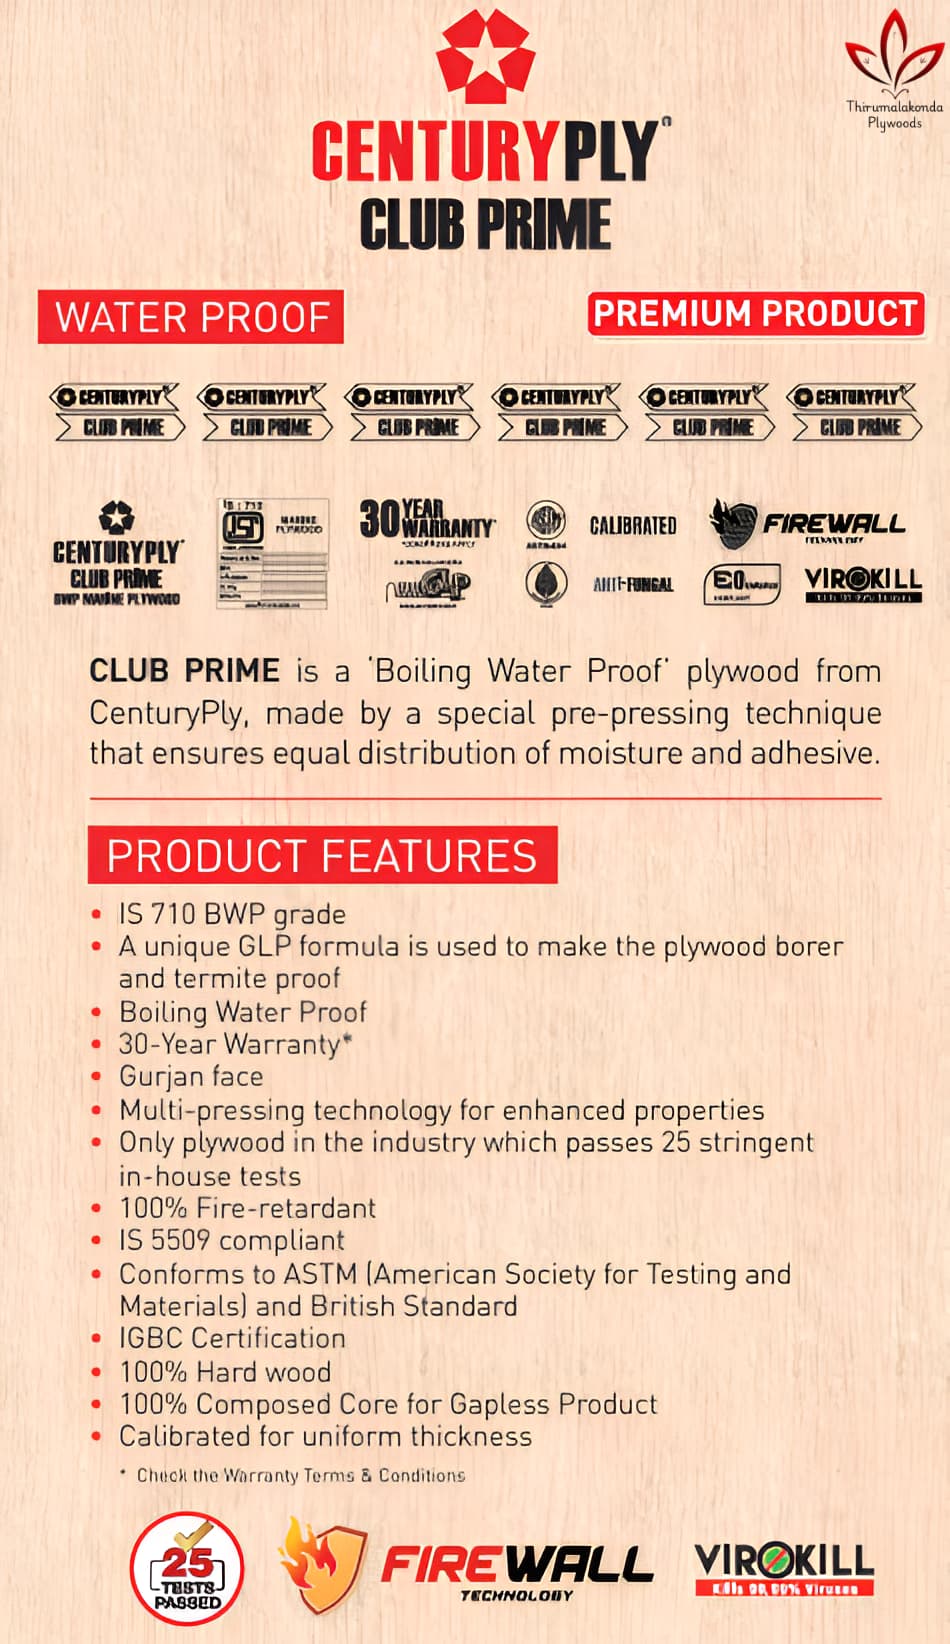 Thirumalakonda
Plywoods
CENTURYPLY®
CLUB PRIME
WATER PROOF
PREMIUM PRODUCT
CENTURYPLY CENTURYPLY CENTURYPLY CENTURYPLY CENTURYPLY CENTURYPLY
CLUB PRIME CLUB PRIME CLUB PRIME CLUB PRIME CLUB PRIME CLUB PRIME
CENTURYPLY
CLUB PRIME
BWP MARINE PLYWOOD
MARINE
PLYWOOD
30 YEAR
WARRANTY
CALIBRATED
ANTI-FUNGAL
FIREWALL
E0
VIROKILL
CLUB PRIME is a 'Boiling Water Proof' plywood from
CenturyPly, made by a special pre-pressing technique
that ensures equal distribution of moisture and adhesive.
PRODUCT FEATURES
• IS 710 BWP grade
• A unique GLP formula is used to make the plywood borer
and termite proof
• Boiling Water Proof
• 30-Year Warranty*
• Gurjan face
• Multi-pressing technology for enhanced properties
• Only plywood in the industry which passes 25 stringent
in-house tests
• 100% Fire-retardant
• IS 5509 compliant
• Conforms to ASTM (American Society for Testing and
Materials) and British Standard
• IGBC Certification
• 100% Hard wood
• 100% Composed Core for Gapless Product
• Calibrated for uniform thickness
* Check the Warranty Terms & Conditions
25
TESTS
PASSED
FIREWALL
TECHNOLOGY
VIROKILL
Kills 99.99% Viruses